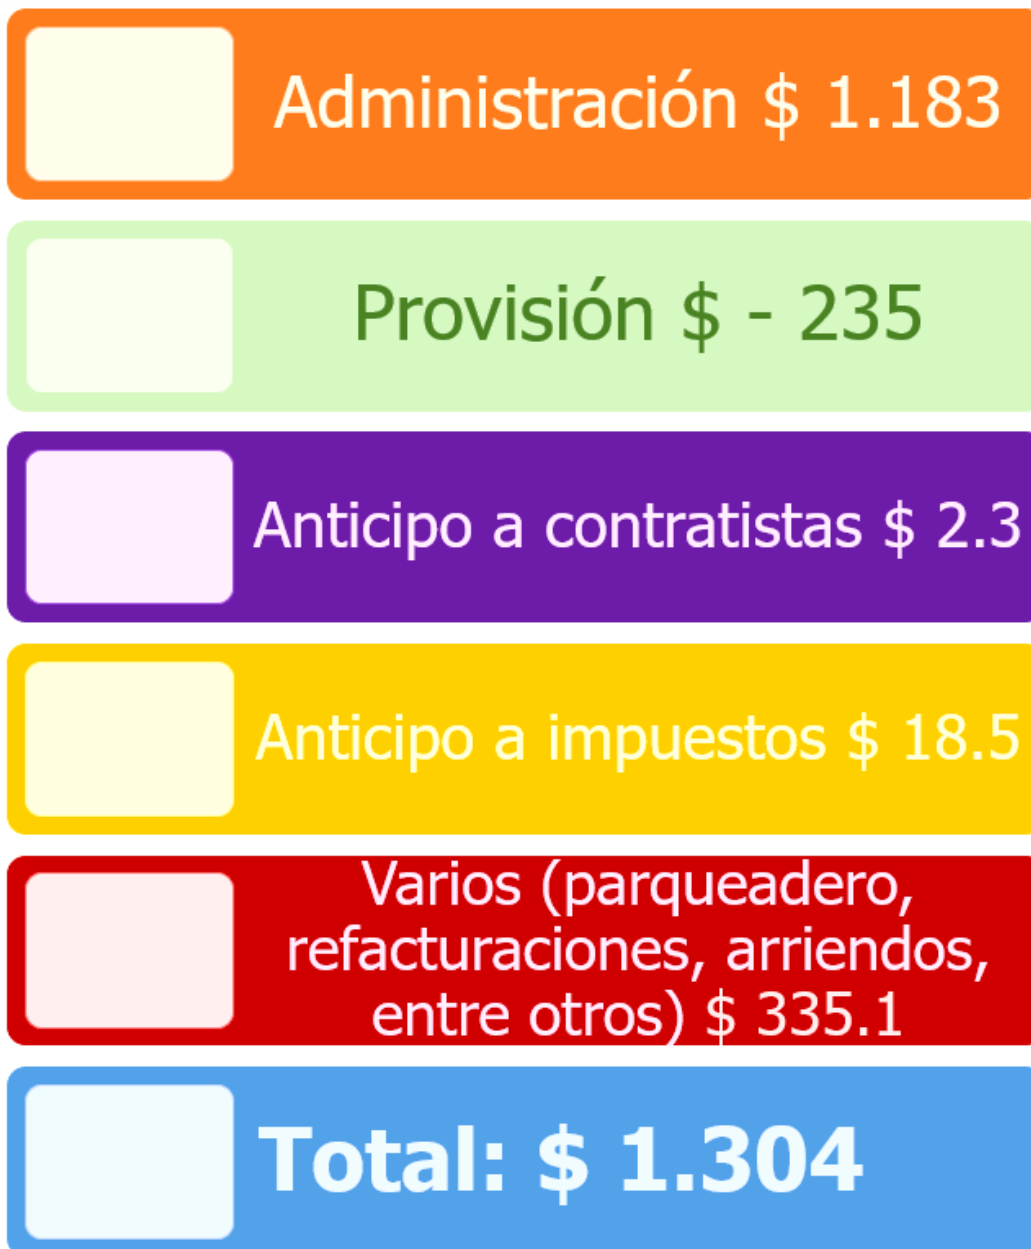 Administración $ 1.183
Provisión $ - 235
Anticipo a contratistas $ 2.3
Anticipo a impuestos $ 18.5
Varios (parqueadero,
refacturaciones, arriendos,
entre otros) $ 335.1
Total: $ 1.304